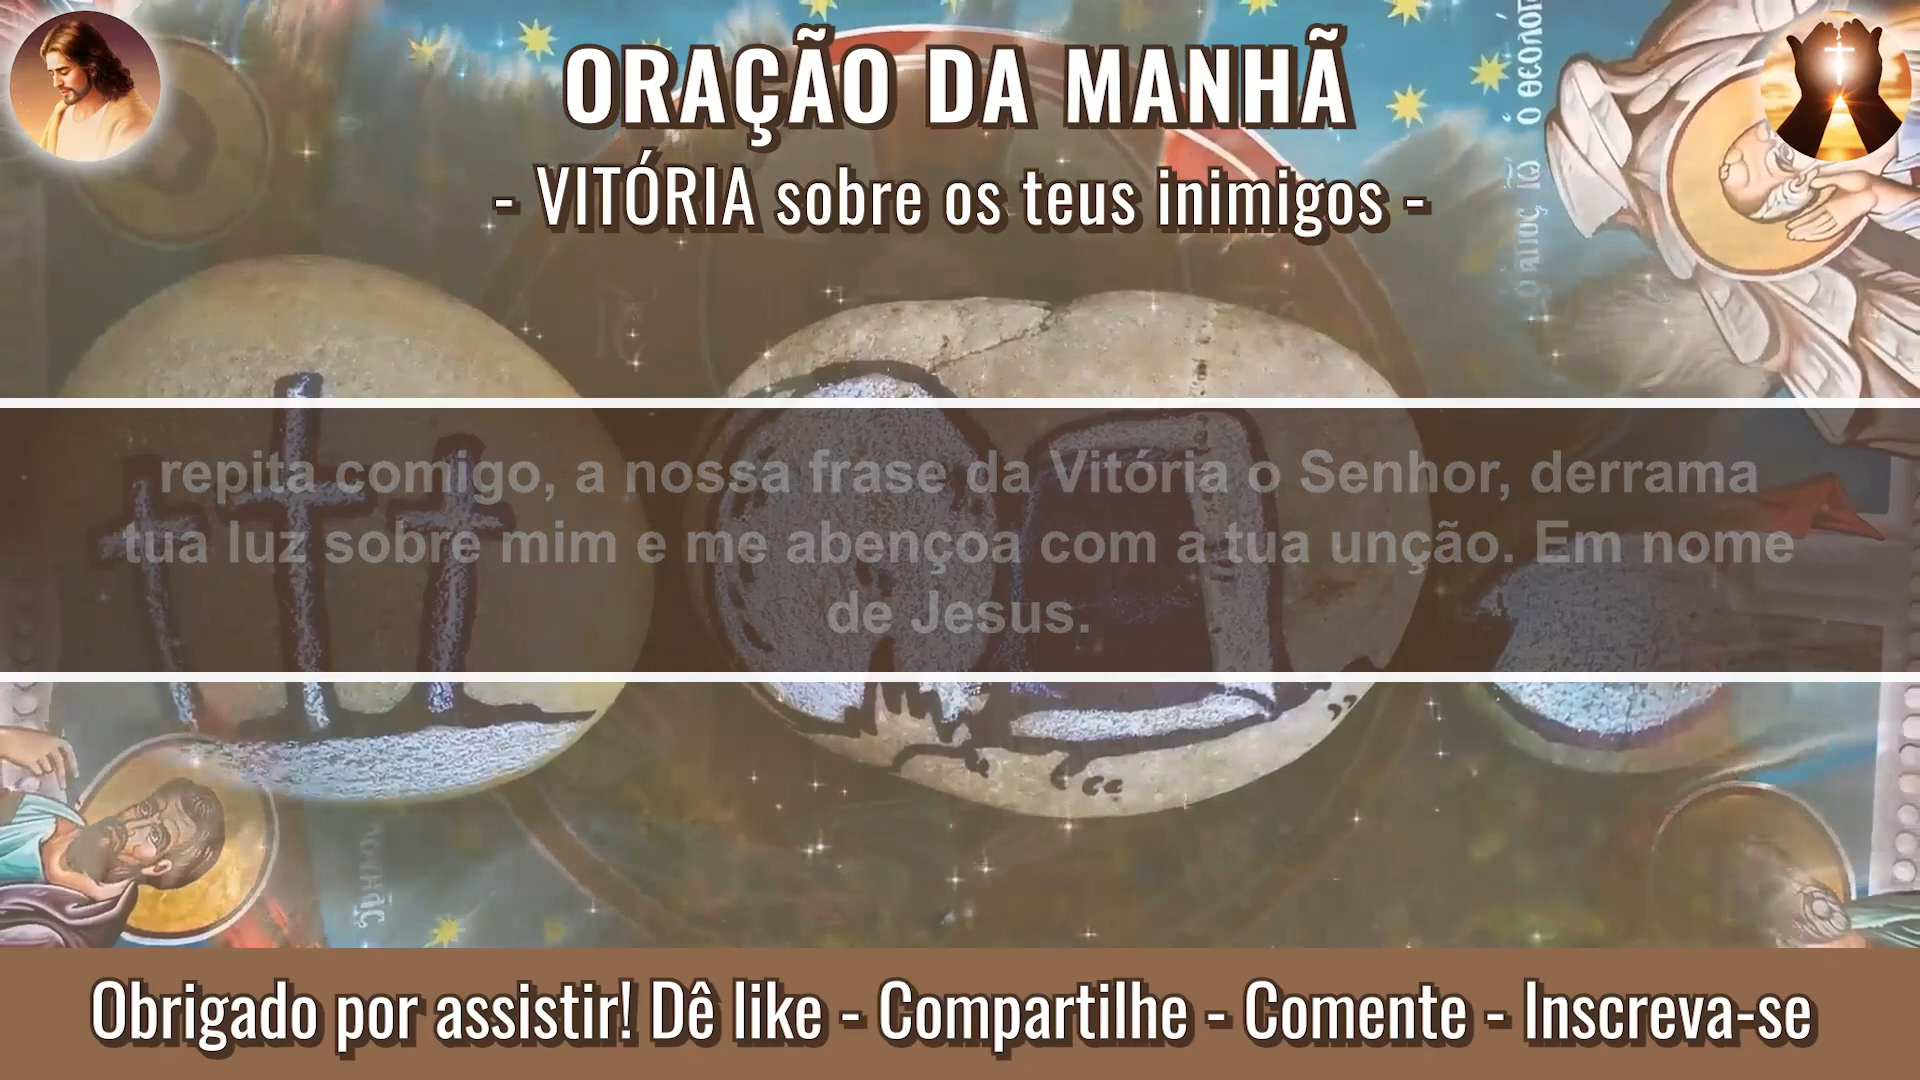 ORAÇÃO DA MANHÃ
- VITÓRIA sobre os teus inimigos -
repita comigo, a nossa frase da Vitória o Senhor, derrama
tua luz sobre mim e me abençoa com a tua unção. Em nome
de Jesus.
Obrigado por assistir! Dê like - Compartilhe - Comente - Inscreva-se